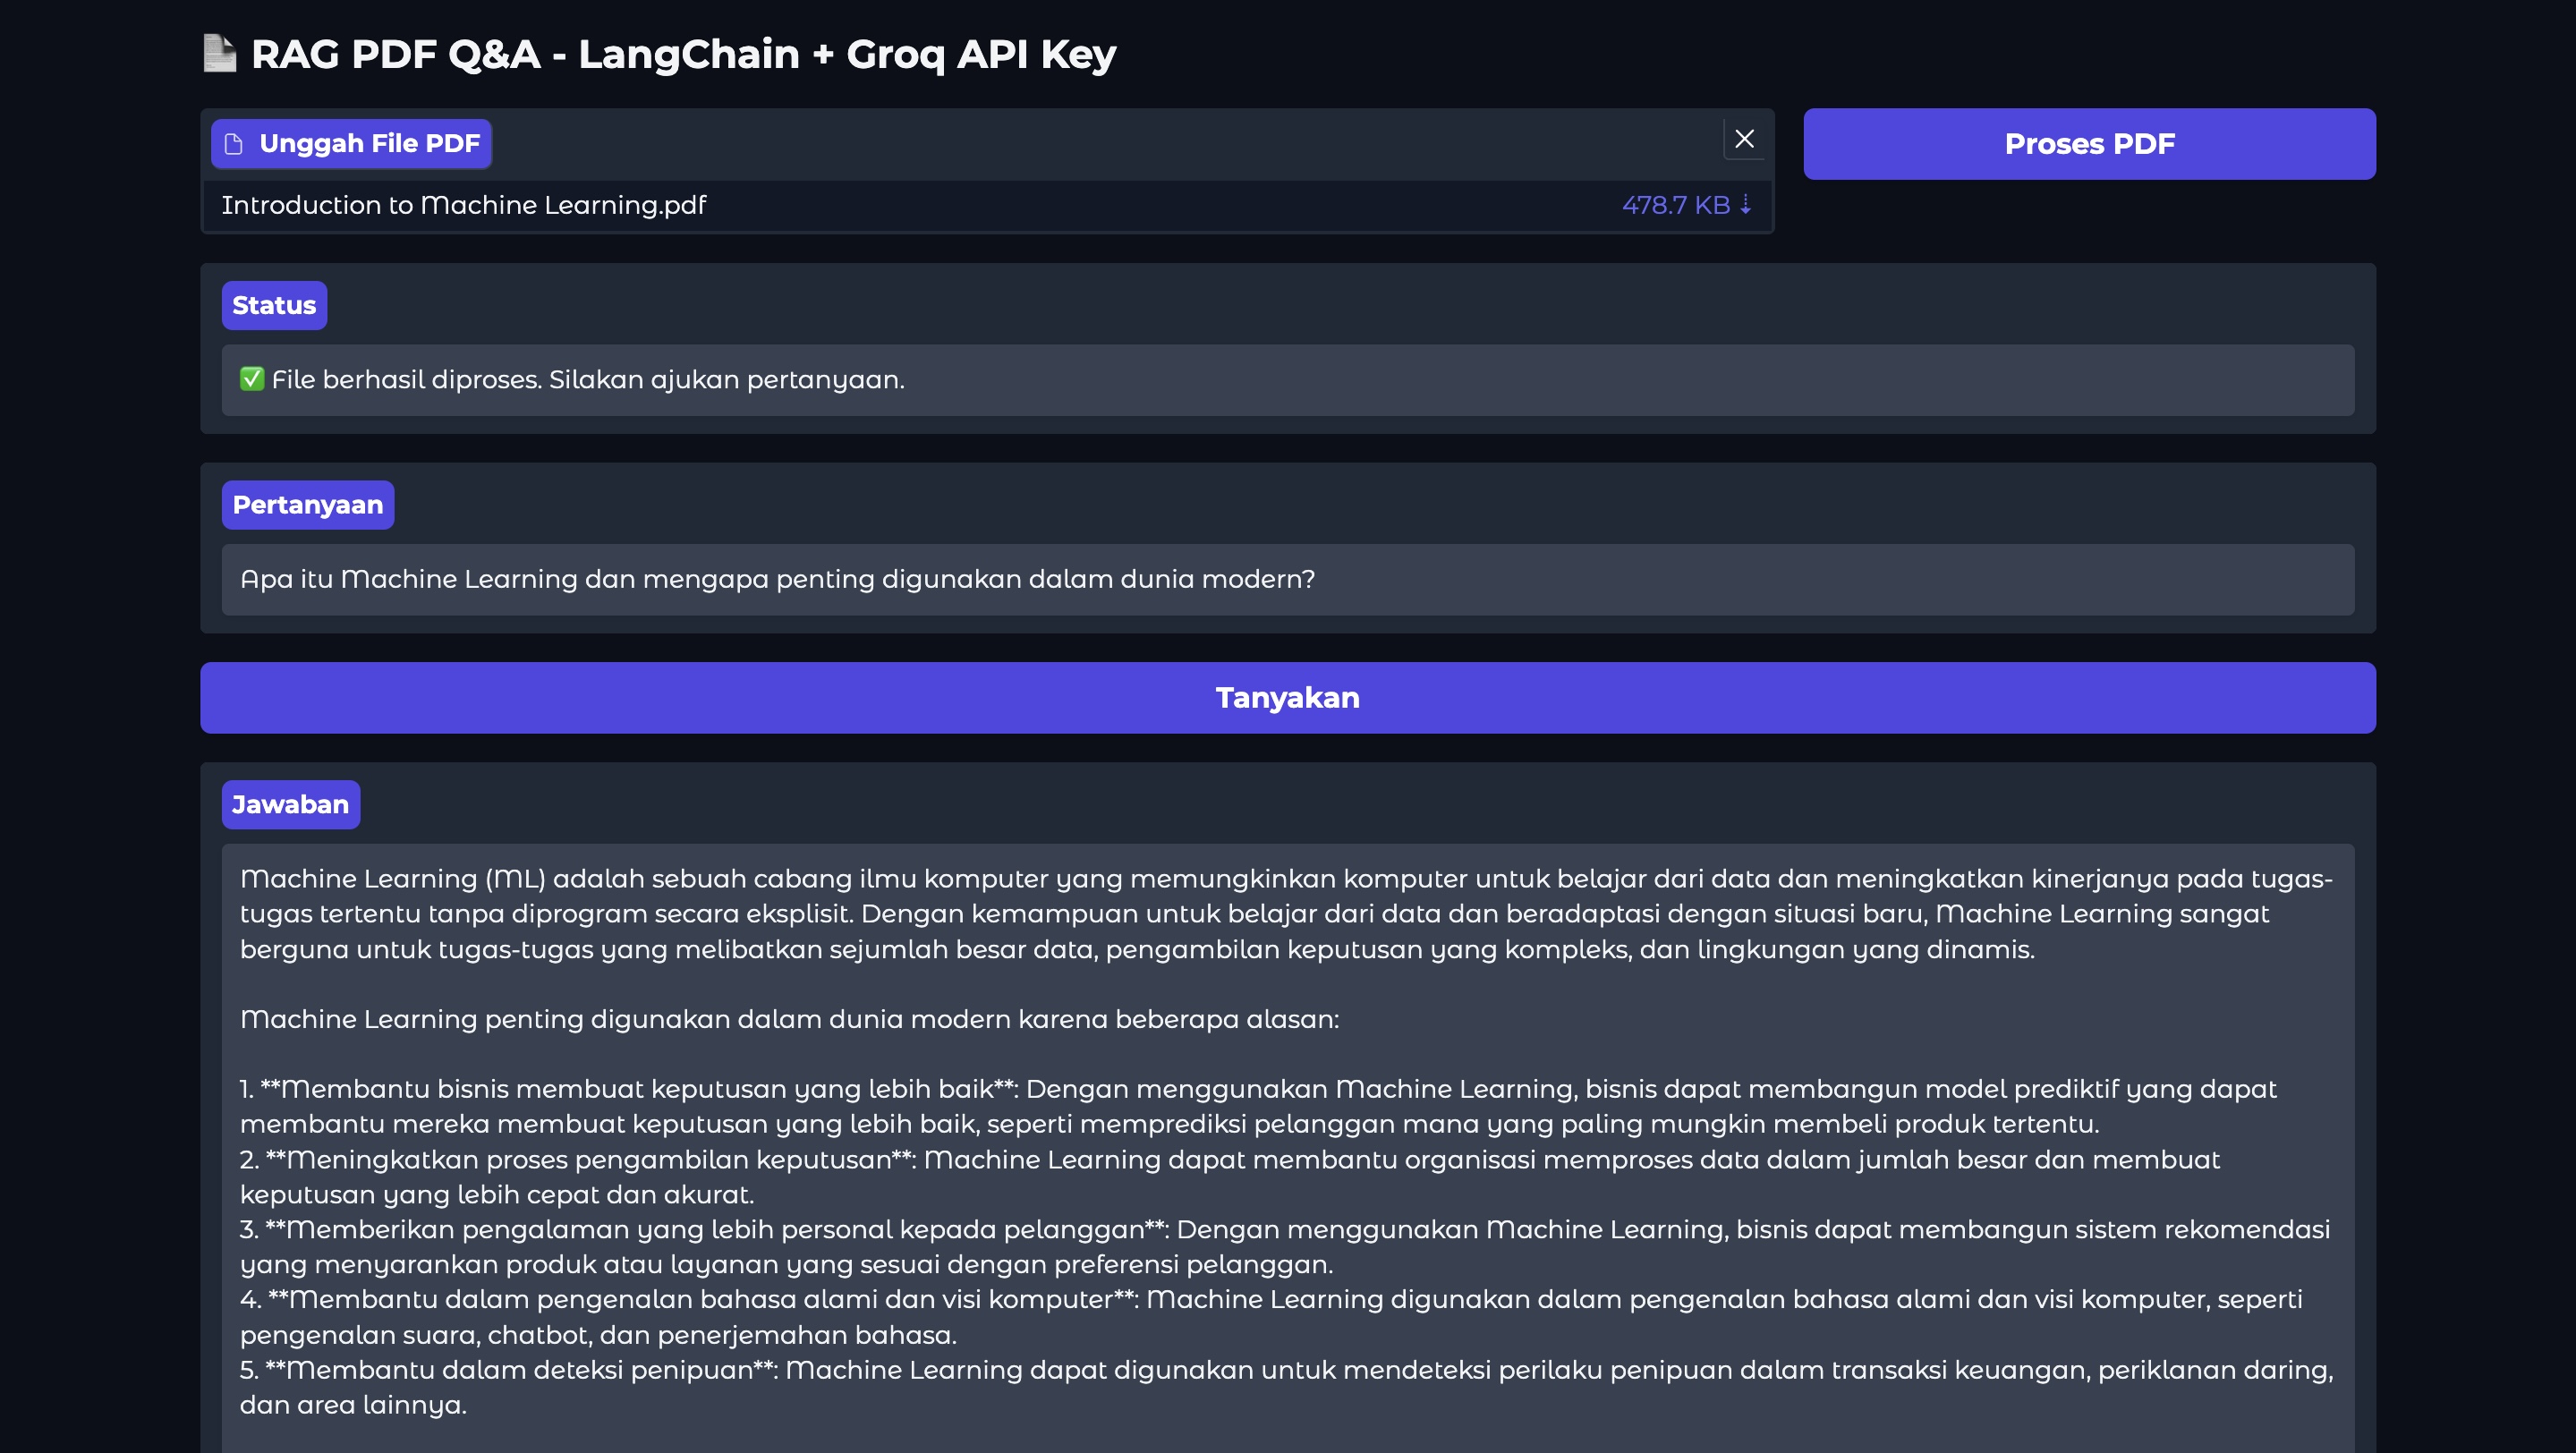 RAG PDF Q&A - LangChain + Groq API Key
Unggah File PDF
Proses PDF
Introduction to Machine Learning.pdf 478.7 KB ⇣
Status
✅ File berhasil diproses. Silakan ajukan pertanyaan.
Pertanyaan
Apa itu Machine Learning dan mengapa penting digunakan dalam dunia modern?
Tanyakan
Jawaban
Machine Learning (ML) adalah sebuah cabang ilmu komputer yang memungkinkan komputer untuk belajar dari data dan meningkatkan kinerjanya pada tugas-
tugas tertentu tanpa diprogram secara eksplisit. Dengan kemampuan untuk belajar dari data dan beradaptasi dengan situasi baru, Machine Learning sangat
berguna untuk tugas-tugas yang melibatkan sejumlah besar data, pengambilan keputusan yang kompleks, dan lingkungan yang dinamis.
Machine Learning penting digunakan dalam dunia modern karena beberapa alasan:
1. **Membantu bisnis membuat keputusan yang lebih baik**: Dengan menggunakan Machine Learning, bisnis dapat membangun model prediktif yang dapat
membantu mereka membuat keputusan yang lebih baik, seperti memprediksi pelanggan mana yang paling mungkin membeli produk tertentu.
2. **Meningkatkan proses pengambilan keputusan**: Machine Learning dapat membantu organisasi memproses data dalam jumlah besar dan membuat
keputusan yang lebih cepat dan akurat.
3. **Memberikan pengalaman yang lebih personal kepada pelanggan**: Dengan menggunakan Machine Learning, bisnis dapat membangun sistem rekomendasi
yang menyarankan produk atau layanan yang sesuai dengan preferensi pelanggan.
4. **Membantu dalam pengenalan bahasa alami dan visi komputer**: Machine Learning digunakan dalam pengenalan bahasa alami dan visi komputer, seperti
pengenalan suara, chatbot, dan penerjemahan bahasa.
5. **Membantu dalam deteksi penipuan**: Machine Learning dapat digunakan untuk mendeteksi perilaku penipuan dalam transaksi keuangan, periklanan daring,
dan area lainnya.